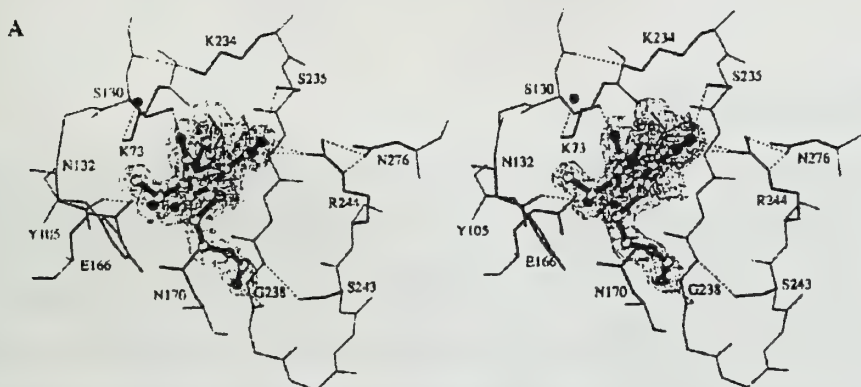 A
K234
S235
S130
K73
N132
N276
R244
Y105
E166
N170
G238
S243
K234
S235
S130
K73
N132
N276
R244
Y105
E166
N170
G238
S243